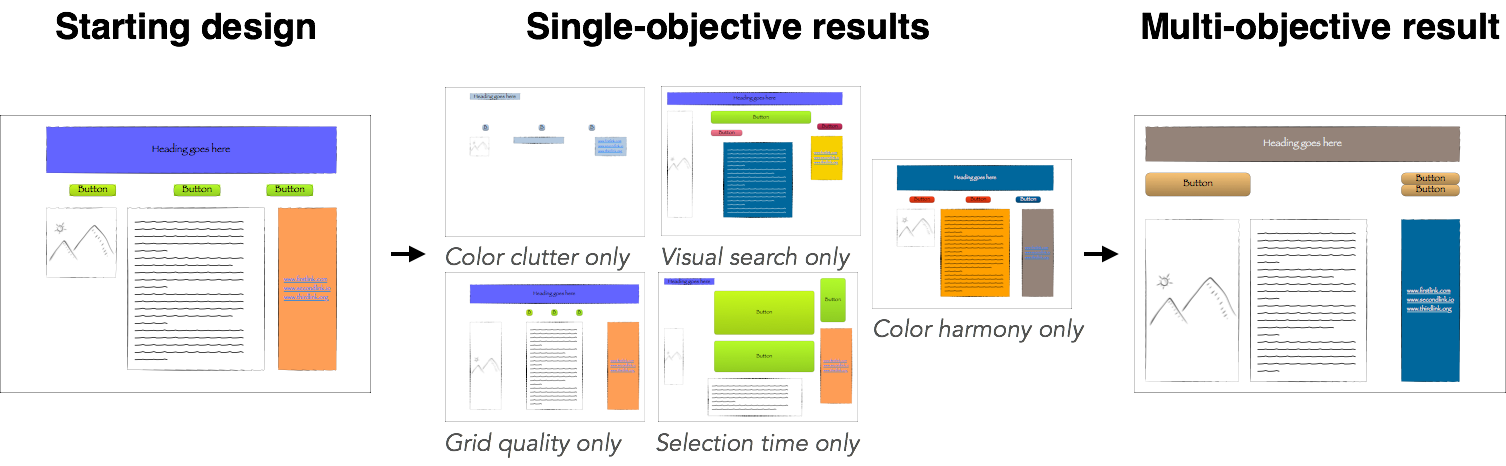 Starting design
Single-objective results
Multi-objective result
Heading goes here
Button
Button
Button
www.firstlink.com
www.secondlink.io
www.thirdlink.org
Heading goes here
Color clutter only
Heading goes here
Button
Button
Button
Visual search only
Heading goes here
Grid quality only
Heading goes here
Button
Button
Button
Selection time only
Heading goes here
Button
Button
Button
Color harmony only
Heading goes here
Button
Button
Button
www.firstlink.com
www.secondlink.io
www.thirdlink.org